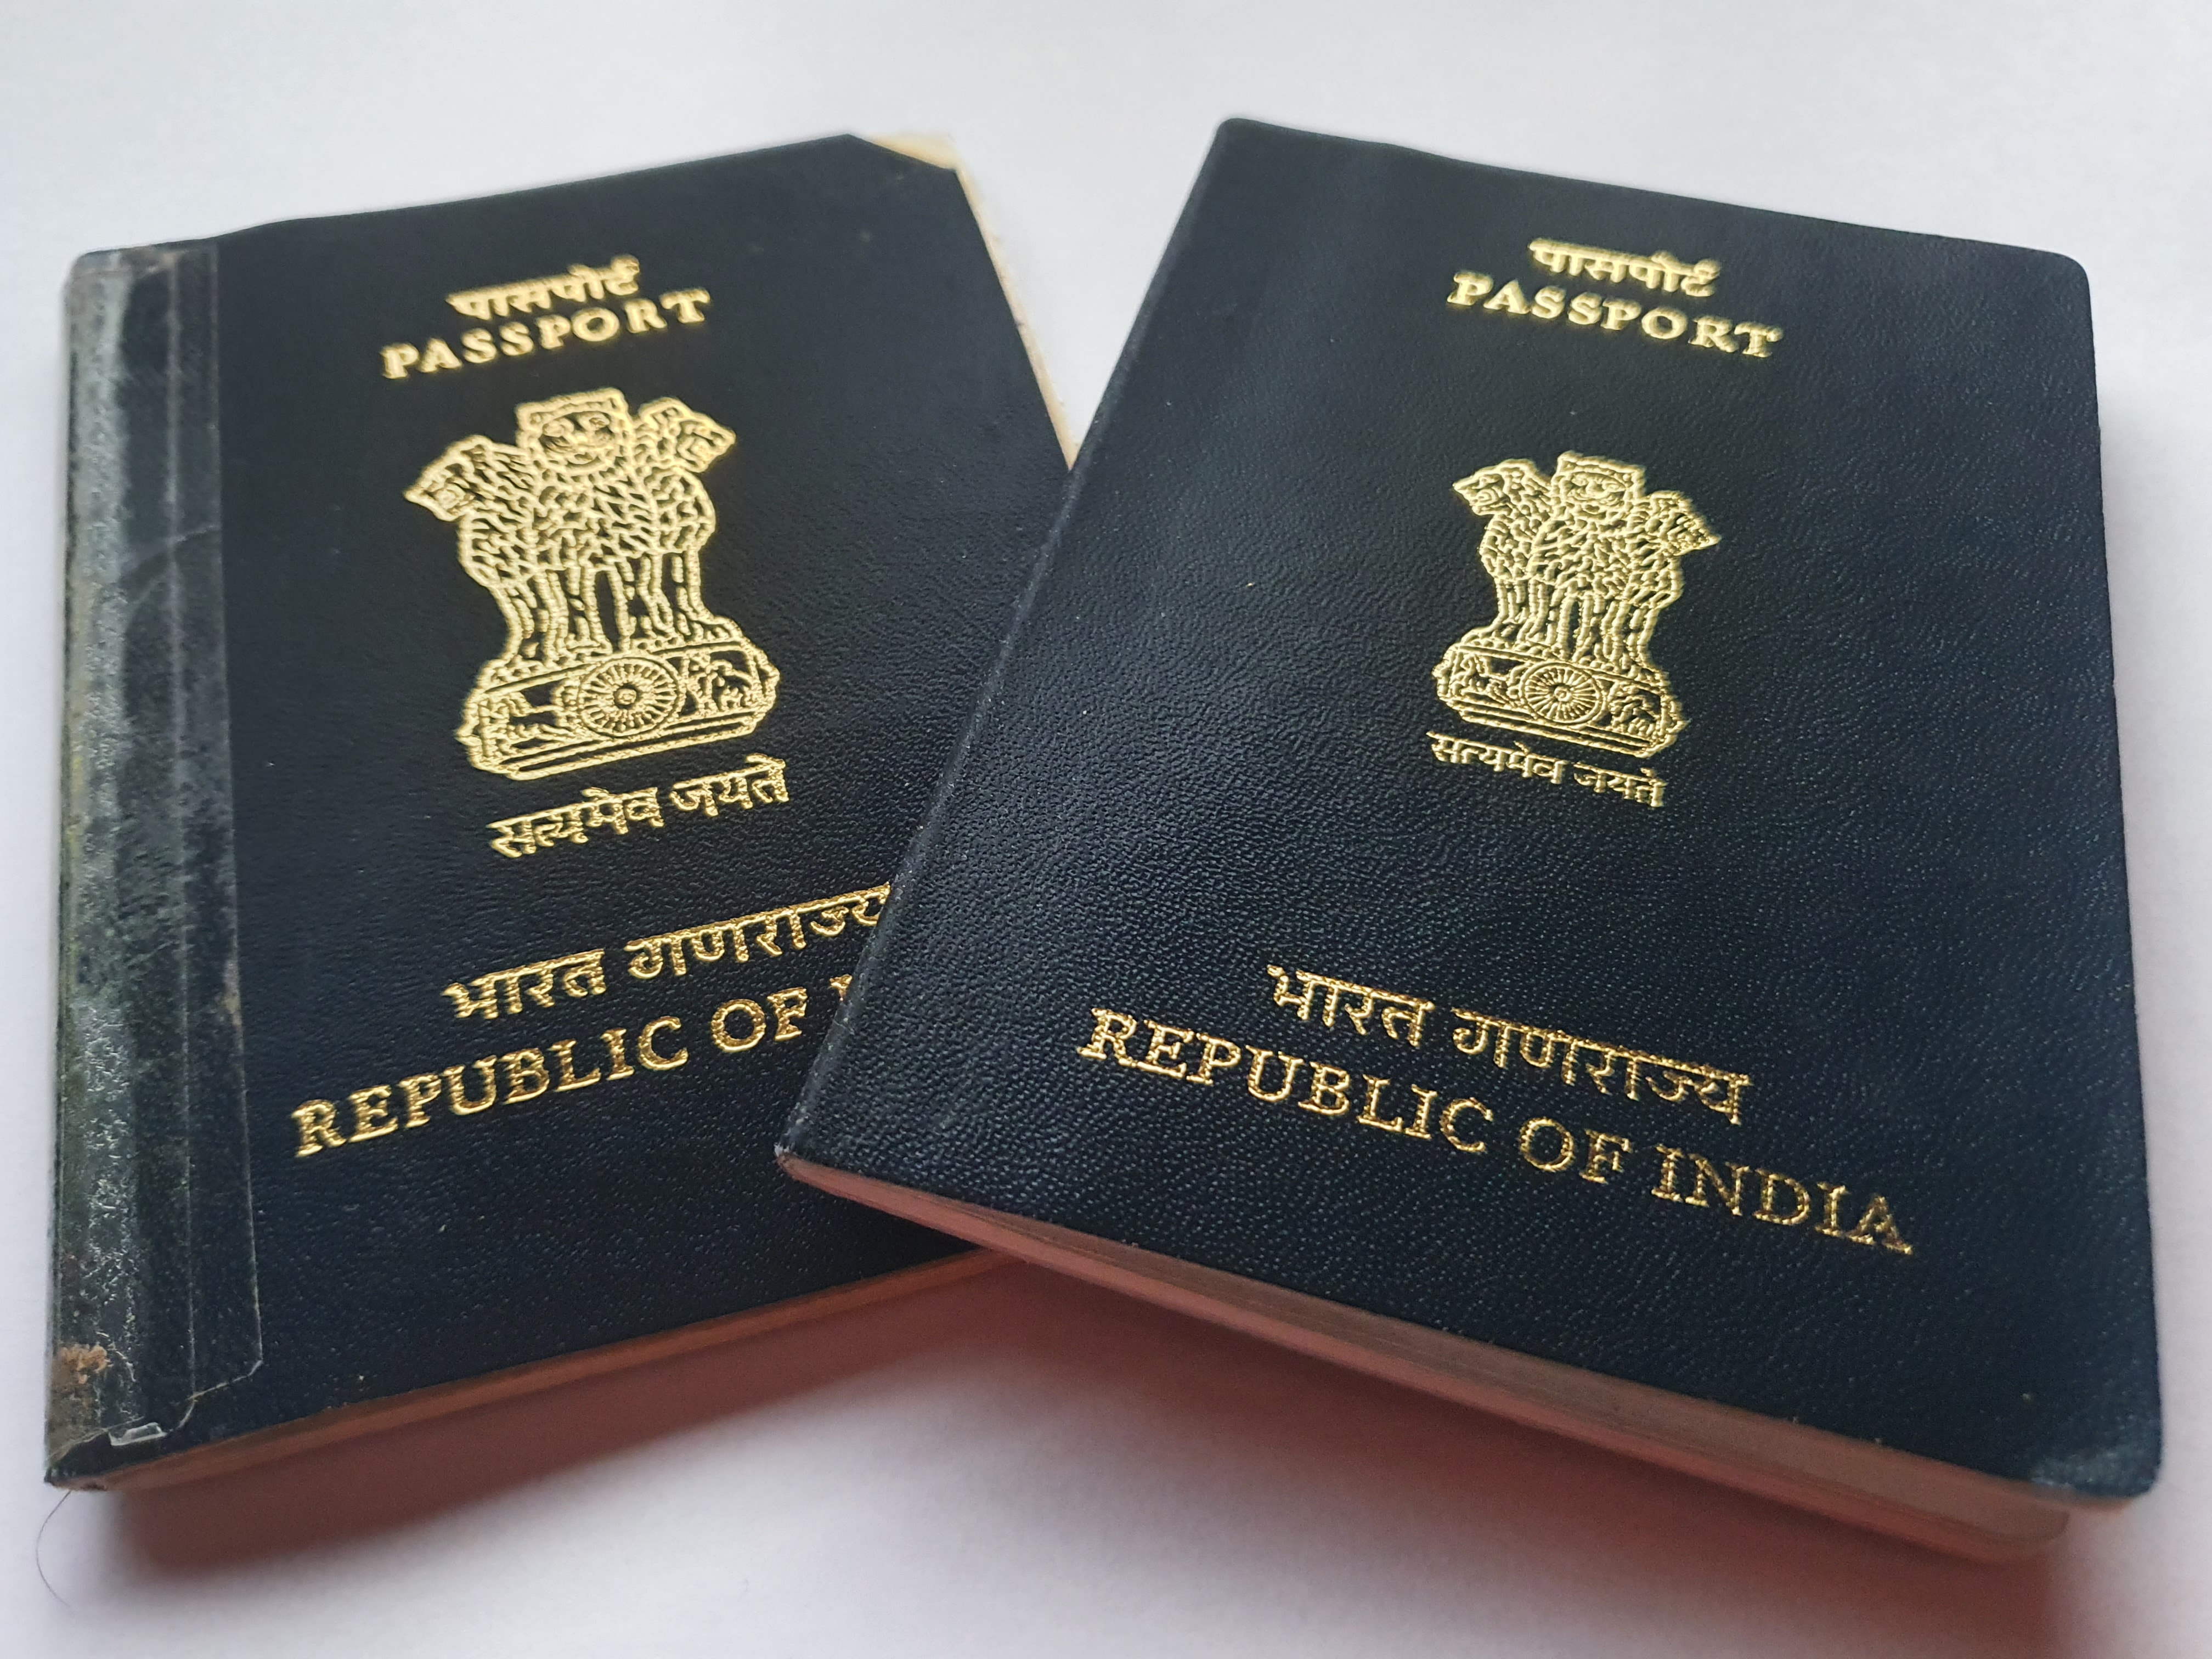 पासपोर्ट
PASSPORT
सत्यमेव जयते
भारत गणराज्य
REPUBLIC OF
पासपोर्ट
PASSPORT
सत्यमेव जयते
भारत गणराज्य
REPUBLIC OF INDIA